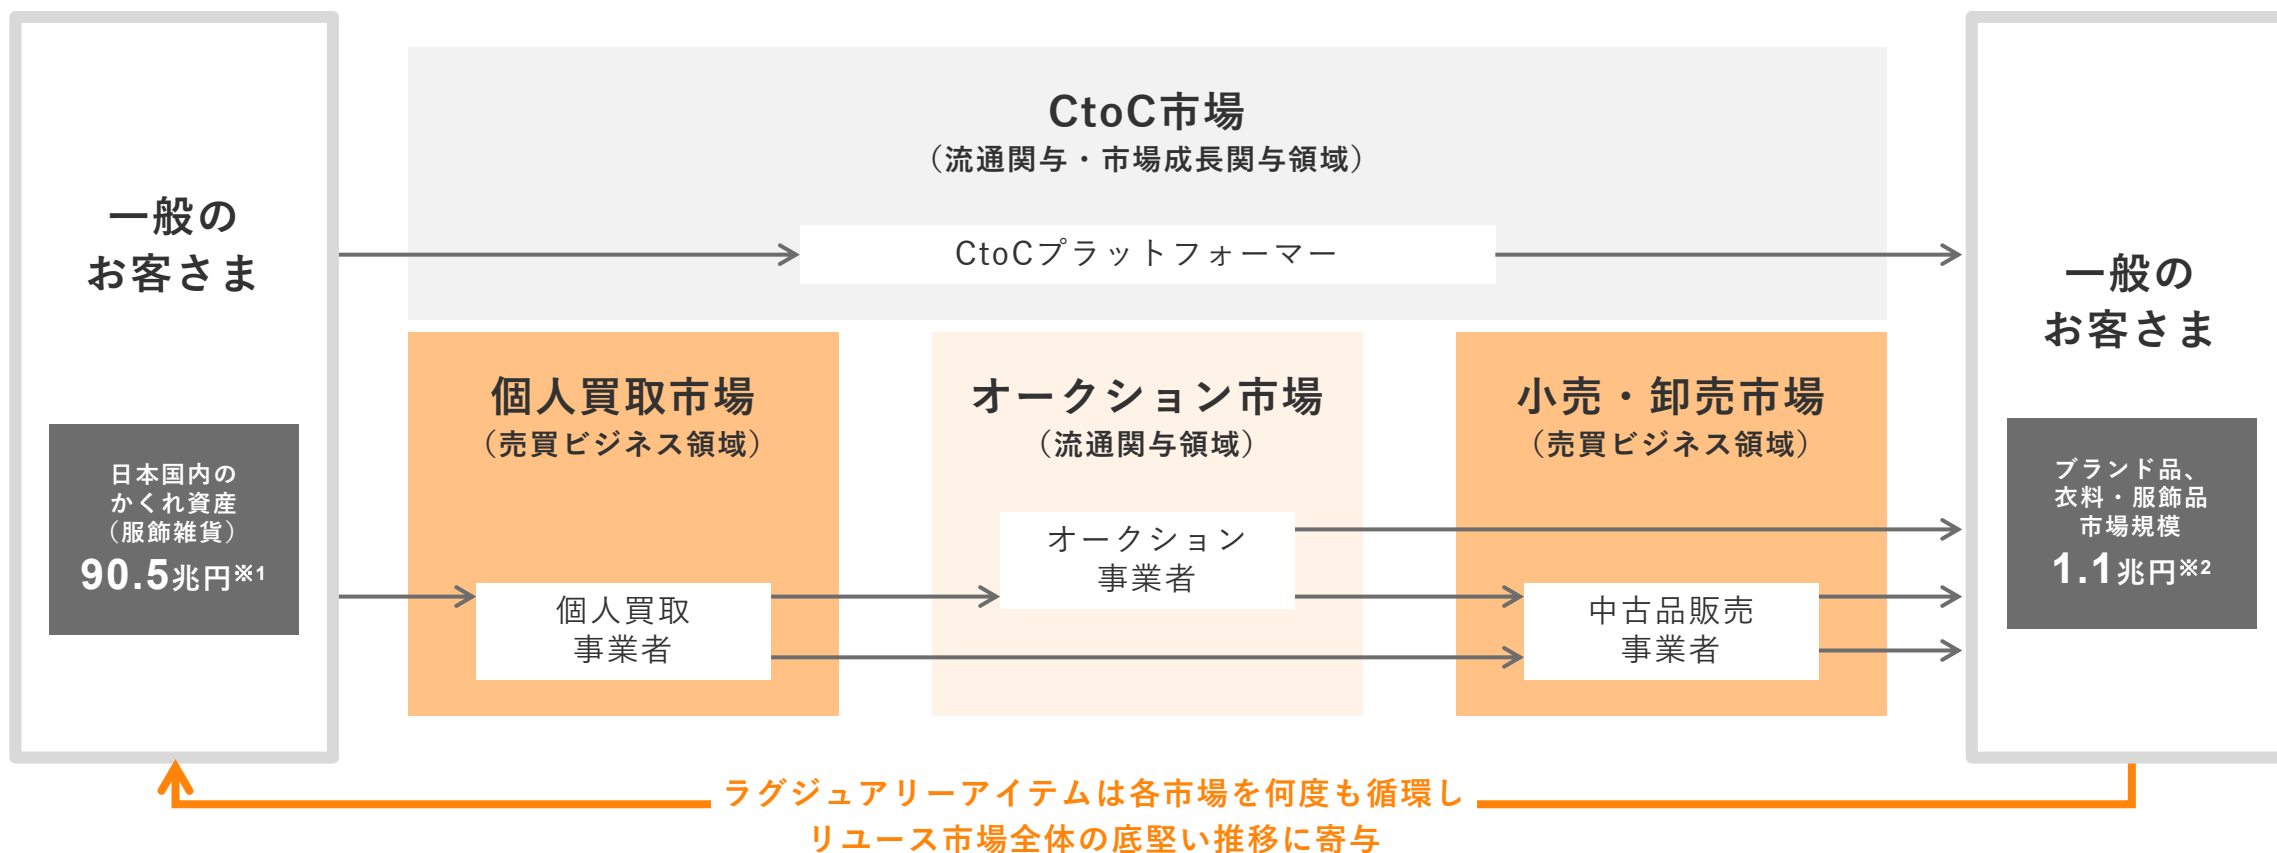 一般の
お客さま
日本国内の
かくれ資産
（服飾雑貨）
90.5兆円※1
CtoC市場
（流通関与・市場成長関与領域）
CtoCプラットフォーマー
個人買取市場
（売買ビジネス領域）
個人買取
事業者
オークション市場
（流通関与領域）
オークション
事業者
小売・卸売市場
（売買ビジネス領域）
中古品販売
事業者
一般の
お客さま
ブランド品、
衣料・服飾品
市場規模
1.1兆円※2
ラグジュアリーアイテムは各市場を何度も循環し
リユース市場全体の底堅い推移に寄与